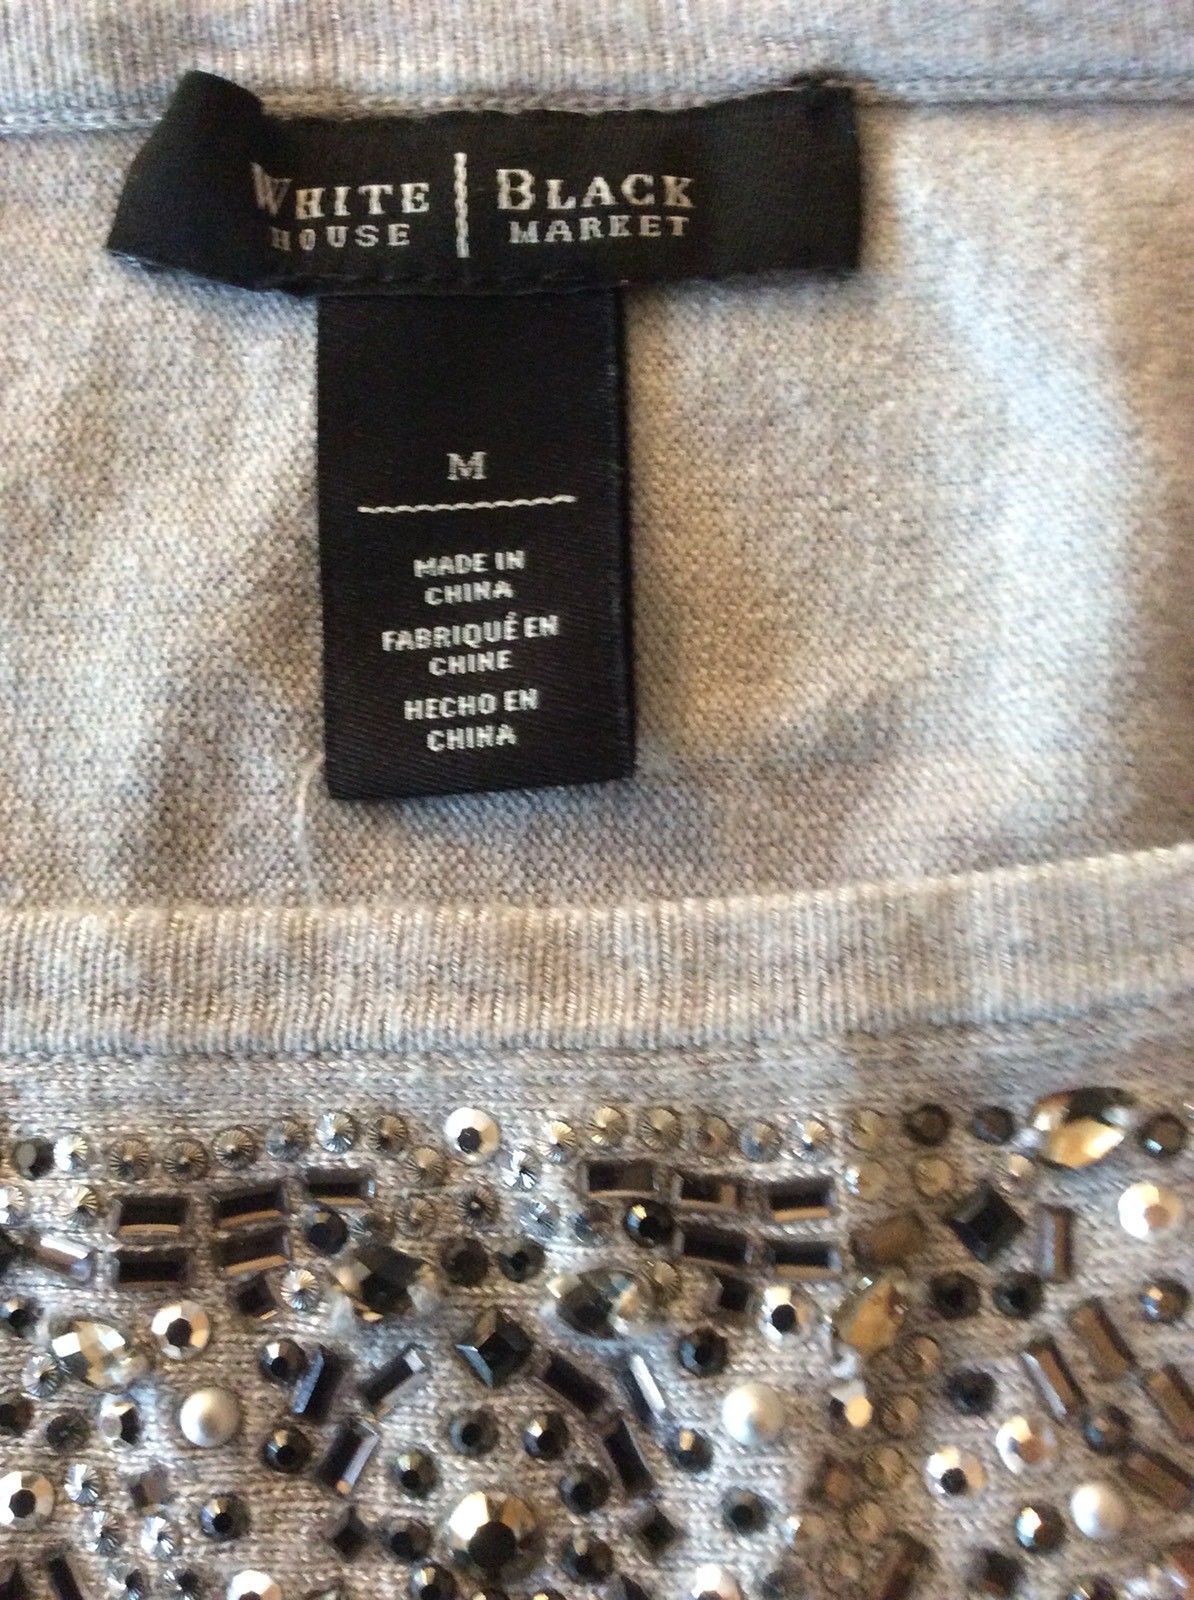 WHITE | BLACK
HOUSE | MARKET
M
MADE IN
CHINA
FABRIQUÉ EN
CHINE
HECHO EN
CHINA